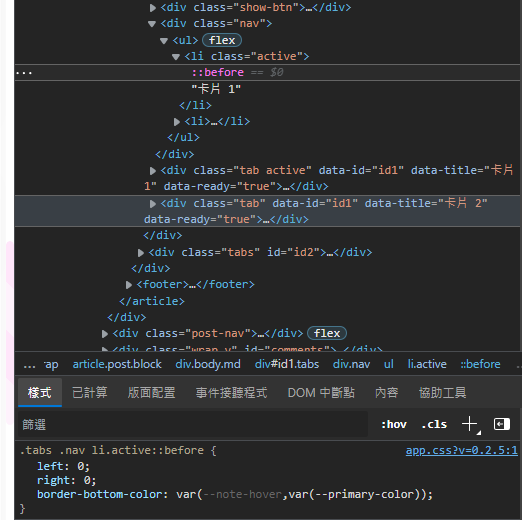 <div class="show-btn">…</div>
<div class="nav">
<ul> flex
<li class="active">
… ::before == $0
"卡片 1"
</li>
<li>…</li>
</ul>
</div>
<div class="tab active" data-id="id1" data-title="卡片
1" data-ready="true">…</div>
<div class="tab" data-id="id1" data-title="卡片 2"
data-ready="true">…</div>
</div>
<div class="tabs" id="id2">…</div>
</div>
<footer>…</footer>
</article>
</div>
<div class="post-nav">…</div> flex
<div class="wrap v" id="comments">…</div>
… rap article.post.block div.body.md div#id1.tabs div.nav ul li.active ::before …
樣式 已計算 版面配置 事件接聽程式 DOM 中斷點 內容 協助工具
篩選 :hov .cls
.tabs .nav li.active::before { app.css?v=0.2.5:1
left: 0;
right: 0;
border-bottom-color: var(--note-hover,var(--primary-color));
}